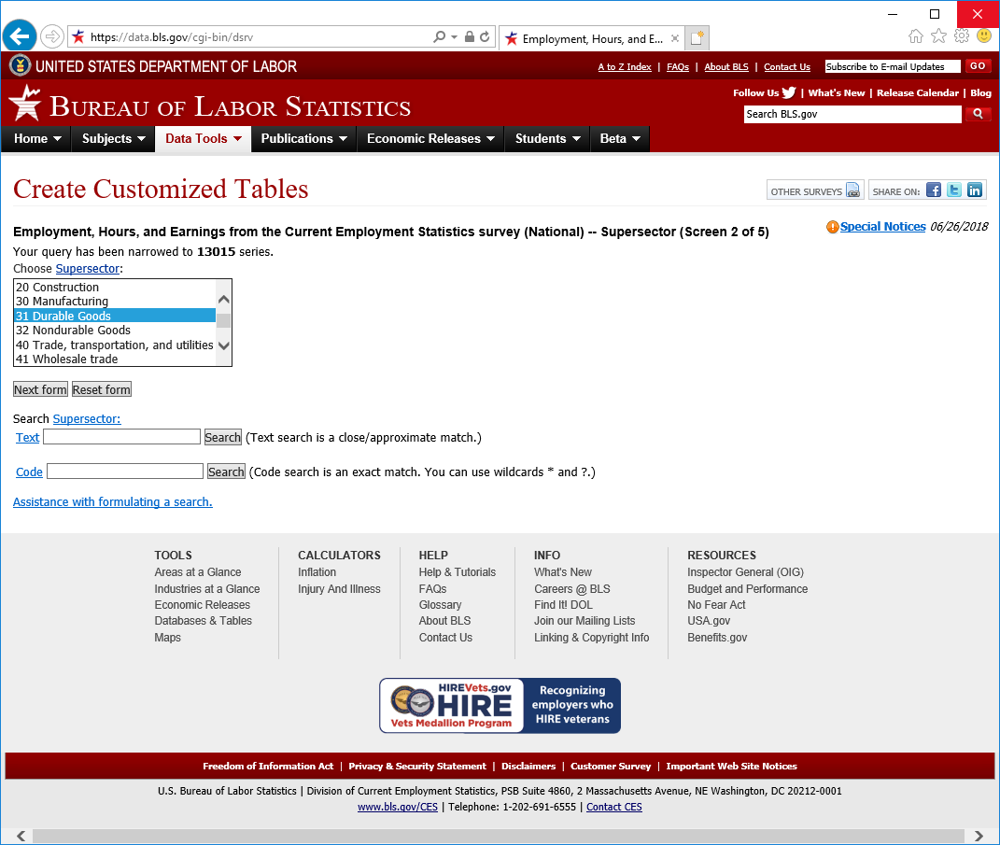 https://data.bls.gov/cgi-bin/dsrv
Employment, Hours, and E...
UNITED STATES DEPARTMENT OF LABOR
A to Z Index | FAQs | About BLS | Contact Us
Subscribe to E-mail Updates GO
BUREAU OF LABOR STATISTICS
Follow Us | What's New | Release Calendar | Blog
Search BLS.gov
Home Subjects Data Tools Publications Economic Releases Students Beta
Create Customized Tables
OTHER SURVEYS SHARE ON:
Employment, Hours, and Earnings from the Current Employment Statistics survey (National) -- Supersector (Screen 2 of 5)
Special Notices 06/26/2018
Your query has been narrowed to 13015 series.
Choose Supersector:
20 Construction
30 Manufacturing
31 Durable Goods
32 Nondurable Goods
40 Trade, transportation, and utilities
41 Wholesale trade
Next form Reset form
Search Supersector:
Text Search (Text search is a close/approximate match.)
Code Search (Code search is an exact match. You can use wildcards * and ?.)
Assistance with formulating a search.
TOOLS
Areas at a Glance
Industries at a Glance
Economic Releases
Databases & Tables
Maps
CALCULATORS
Inflation
Injury And Illness
HELP
Help & Tutorials
FAQs
Glossary
About BLS
Contact Us
INFO
What's New
Careers @ BLS
Find It! DOL
Join our Mailing Lists
Linking & Copyright Info
RESOURCES
Inspector General (OIG)
Budget and Performance
No Fear Act
USA.gov
Benefits.gov
HIREVets.gov
HIRE
Vets Medallion Program
Recognizing
employers who
HIRE veterans
Freedom of Information Act | Privacy & Security Statement | Disclaimers | Customer Survey | Important Web Site Notices
U.S. Bureau of Labor Statistics | Division of Current Employment Statistics, PSB Suite 4860, 2 Massachusetts Avenue, NE Washington, DC 20212-0001
www.bls.gov/CES | Telephone: 1-202-691-6555 | Contact CES